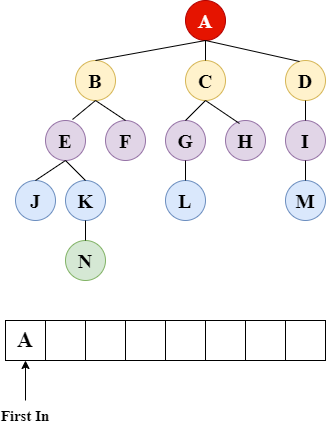 A
B C D
E F G H I
J K L M
N
A
First In